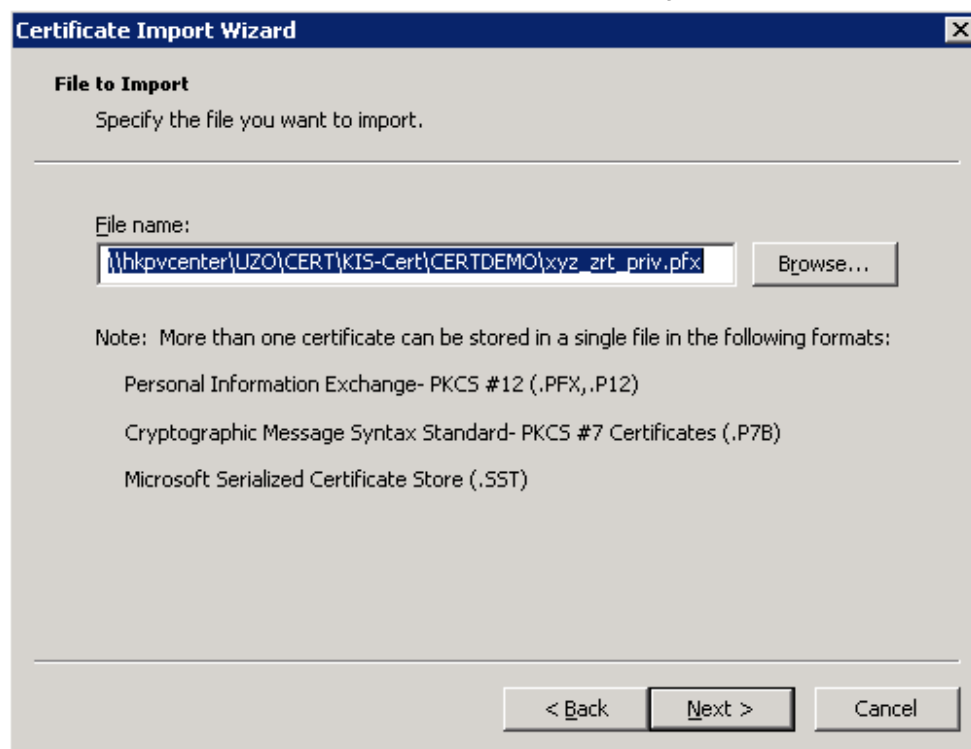 Certificate Import Wizard
File to Import
Specify the file you want to import.
File name:
\\hkpvcenter\UZO\CERT\KIS-Cert\CERTDEMO\xyz_zrt_priv.pfx
Browse...
Note: More than one certificate can be stored in a single file in the following formats:
Personal Information Exchange- PKCS #12 (.PFX,.P12)
Cryptographic Message Syntax Standard- PKCS #7 Certificates (.P7B)
Microsoft Serialized Certificate Store (.SST)
< Back
Next >
Cancel